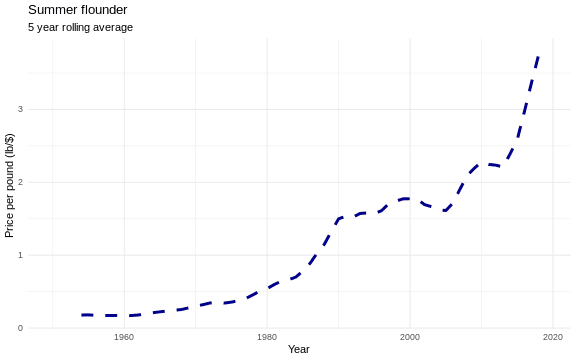 Summer flounder
5 year rolling average
Price per pound (lb/$)
3
2
1
0
1960 1980 2000 2020
Year